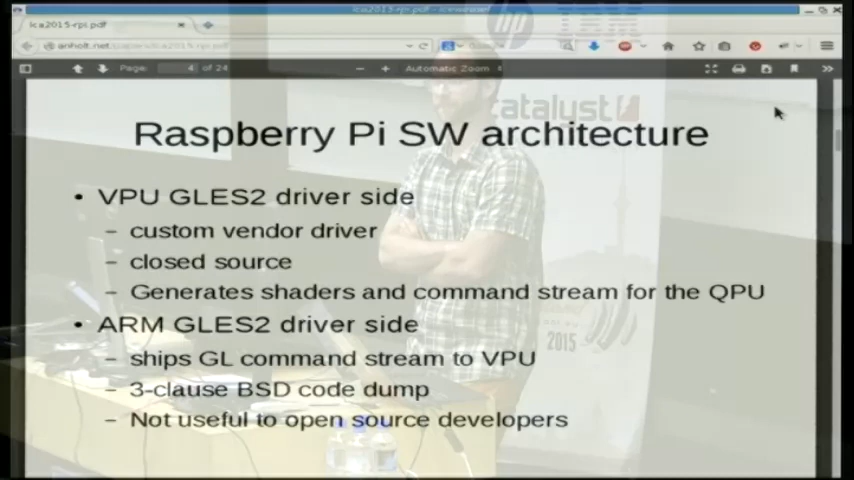 lca2015-rpi.pdf
lca2015-rpi.pdf
anholt.net
Page: 4 of 24
Automatic Zoom
hp
IBM
catalyst
Raspberry Pi SW architecture
• VPU GLES2 driver side
– custom vendor driver
– closed source
– Generates shaders and command stream for the QPU
• ARM GLES2 driver side
– ships GL command stream to VPU
2015
– 3-clause BSD code dump
– Not useful to open source developers